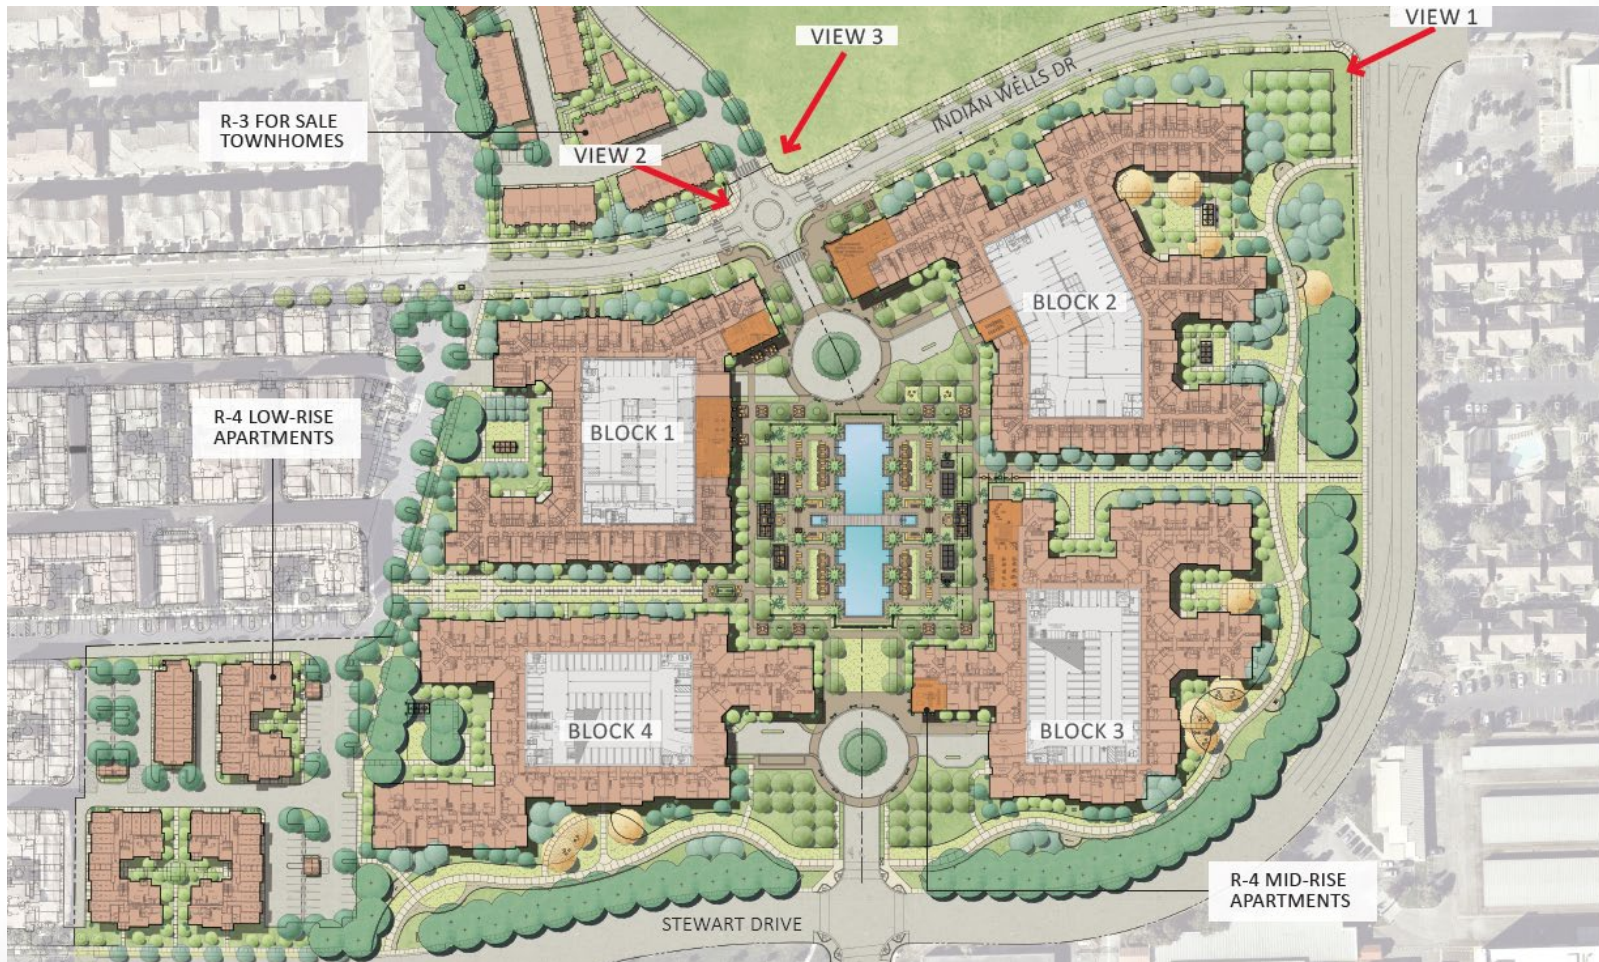 VIEW 1
VIEW 3
INDIAN WELLS DR
R-3 FOR SALE
TOWNHOMES
VIEW 2
BLOCK 2
R-4 LOW-RISE
APARTMENTS
BLOCK 1
BLOCK 4
BLOCK 3
R-4 MID-RISE
APARTMENTS
STEWART DRIVE